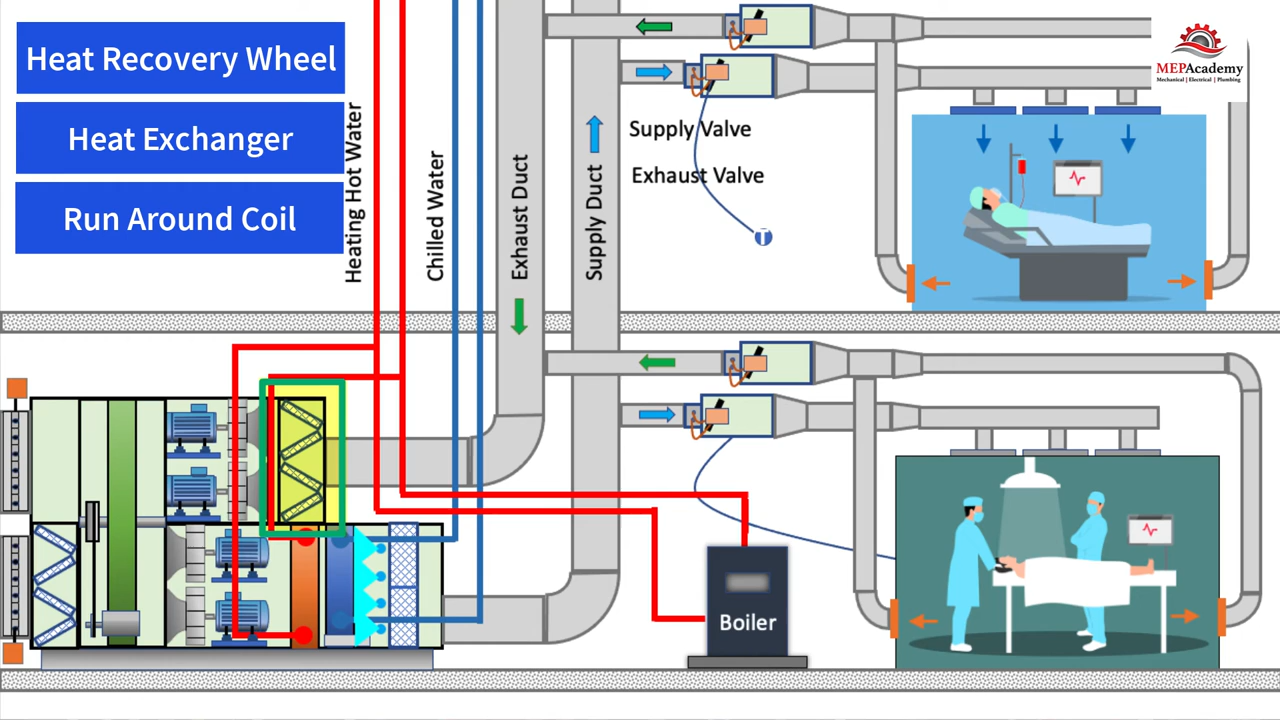 Heat Recovery Wheel
Heat Exchanger
Run Around Coil
Heating Hot Water
Chilled Water
Exhaust Duct
Supply Duct
Supply Valve
Exhaust Valve
T
MEPAcademy
Mechanical | Electrical | Plumbing
Boiler